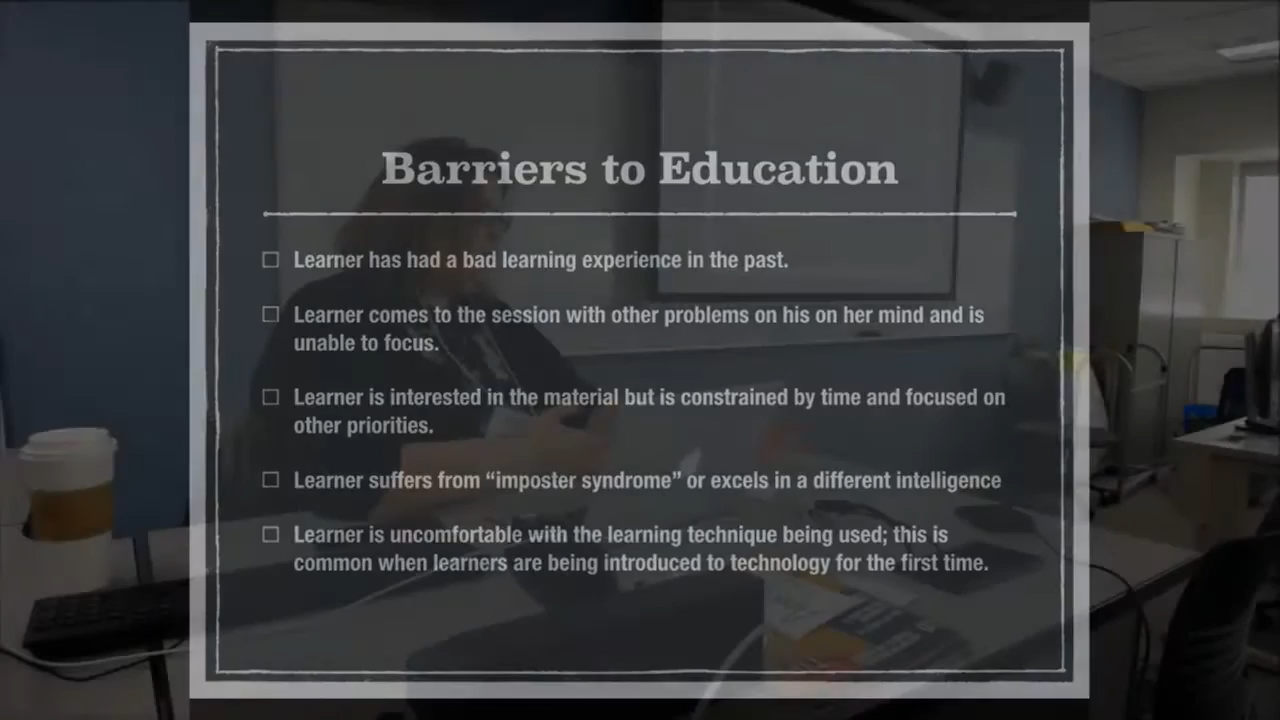 Barriers to Education
Learner has had a bad learning experience in the past.
Learner comes to the session with other problems on his on her mind and is
unable to focus.
Learner is interested in the material but is constrained by time and focused on
other priorities.
Learner suffers from “imposter syndrome” or excels in a different intelligence
Learner is uncomfortable with the learning technique being used; this is
common when learners are being introduced to technology for the first time.